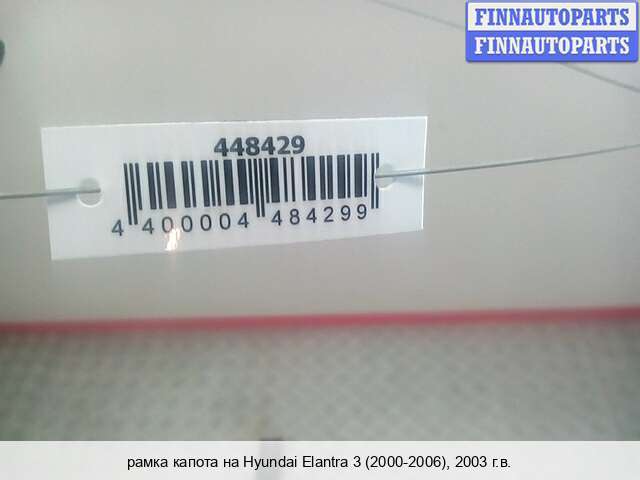 FINNAUTOPARTS
FINNAUTOPARTS
448429
4 400004 484299
рамка капота на Hyundai Elantra 3 (2000-2006), 2003 г.в.